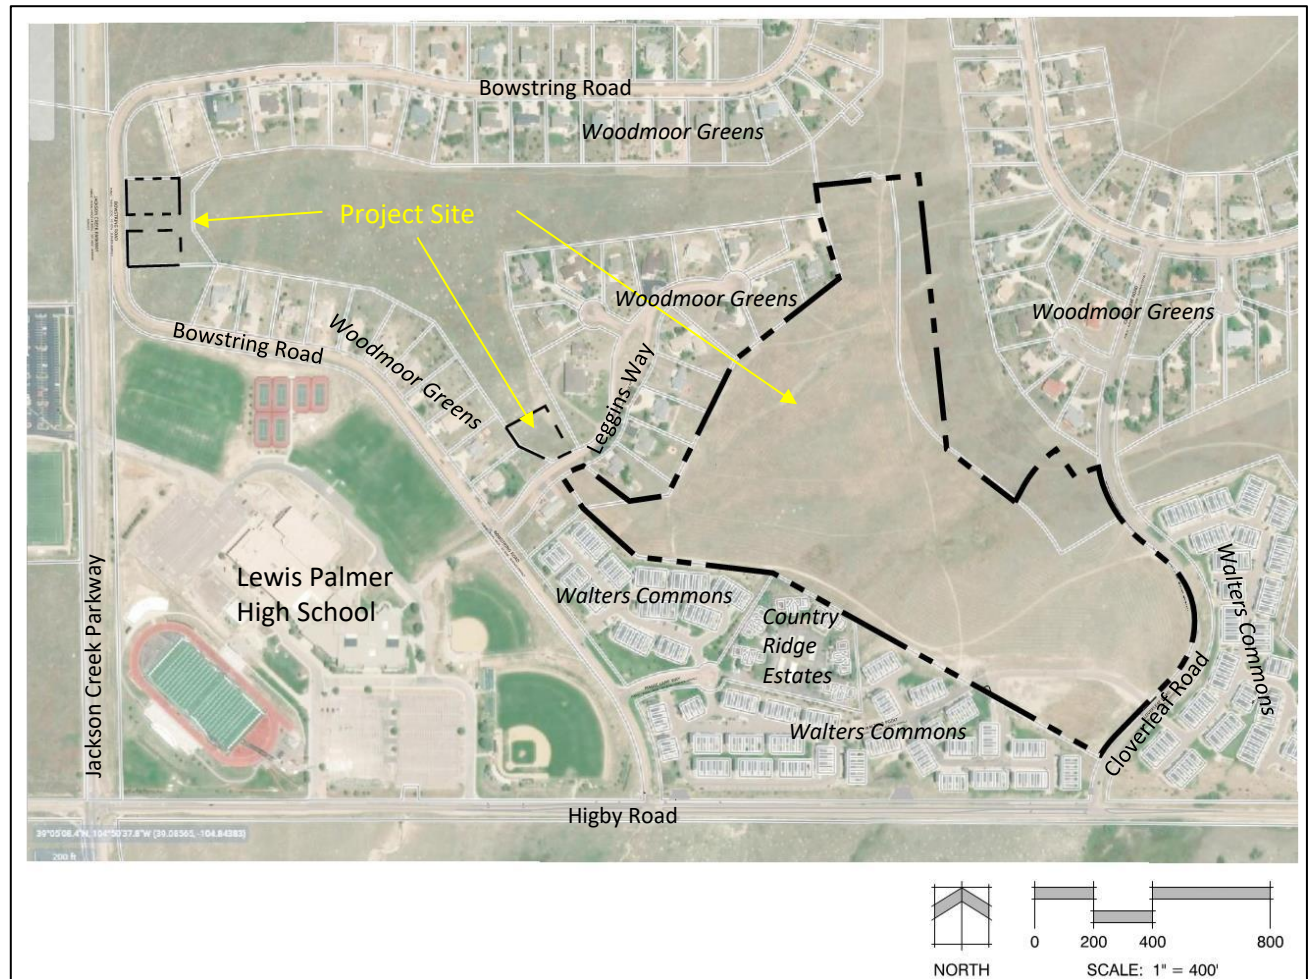 Bowstring Road
Woodmoor Greens
Project Site
Woodmoor Greens
Woodmoor Greens
Bowstring Road
Woodmoor Greens
Leggins Way
Jackson Creek Parkway
Lewis Palmer
High School
Walters Commons
Country
Ridge
Estates
Walters Commons
Walters Commons
Cloverleaf Road
Higby Road
200 ft
0 200 400 800
NORTH
SCALE: 1" = 400'